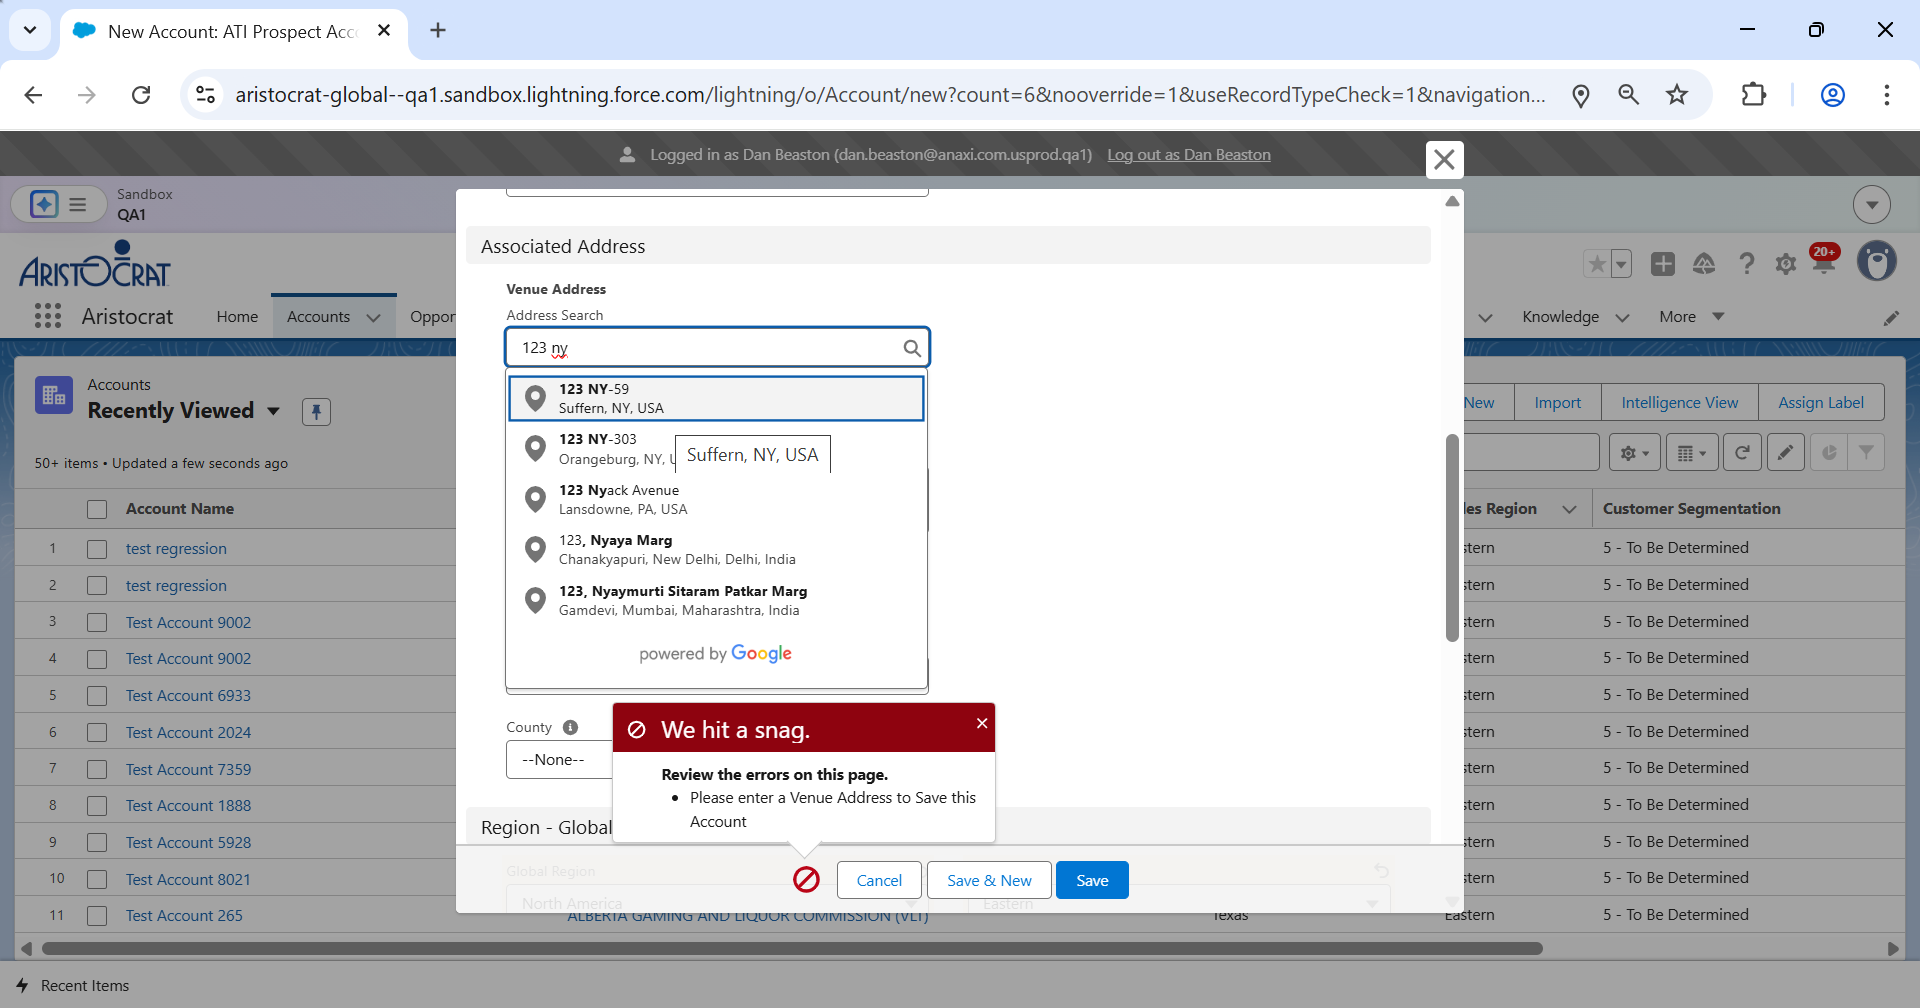 New Account: ATI Prospect Acc
aristocrat-global--qa1.sandbox.lightning.force.com/lightning/o/Account/new?count=6&nooverride=1&useRecordTypeCheck=1&navigation...
Logged in as Dan Beaston (dan.beaston@anaxi.com.usprod.qa1) Log out as Dan Beaston
Sandbox
QA1
ARISTOCRAT
20+
Aristocrat Home Accounts Oppor Knowledge More
Accounts
Recently Viewed
New Import Intelligence View Assign Label
50+ items • Updated a few seconds ago
Account Name les Region Customer Segmentation
1 test regression stern 5 - To Be Determined
2 test regression stern 5 - To Be Determined
3 Test Account 9002 stern 5 - To Be Determined
4 Test Account 9002 stern 5 - To Be Determined
5 Test Account 6933 stern 5 - To Be Determined
6 Test Account 2024 stern 5 - To Be Determined
7 Test Account 7359 stern 5 - To Be Determined
8 Test Account 1888 stern 5 - To Be Determined
9 Test Account 5928 stern 5 - To Be Determined
10 Test Account 8021 stern 5 - To Be Determined
11 Test Account 265 ALBERTA GAMING AND LIQUOR COMMISSION (VLT) Texas Eastern 5 - To Be Determined
Associated Address
Venue Address
Address Search
123 ny
123 NY-59
Suffern, NY, USA
123 NY-303
Orangeburg, NY, U
Suffern, NY, USA
123 Nyack Avenue
Lansdowne, PA, USA
123, Nyaya Marg
Chanakyapuri, New Delhi, Delhi, India
123, Nyaymurti Sitaram Patkar Marg
Gamdevi, Mumbai, Maharashtra, India
powered by Google
County
--None--
We hit a snag.
Review the errors on this page.
• Please enter a Venue Address to Save this
Account
Region - Global
Global Region
North America Eastern
Cancel Save & New Save
Recent Items